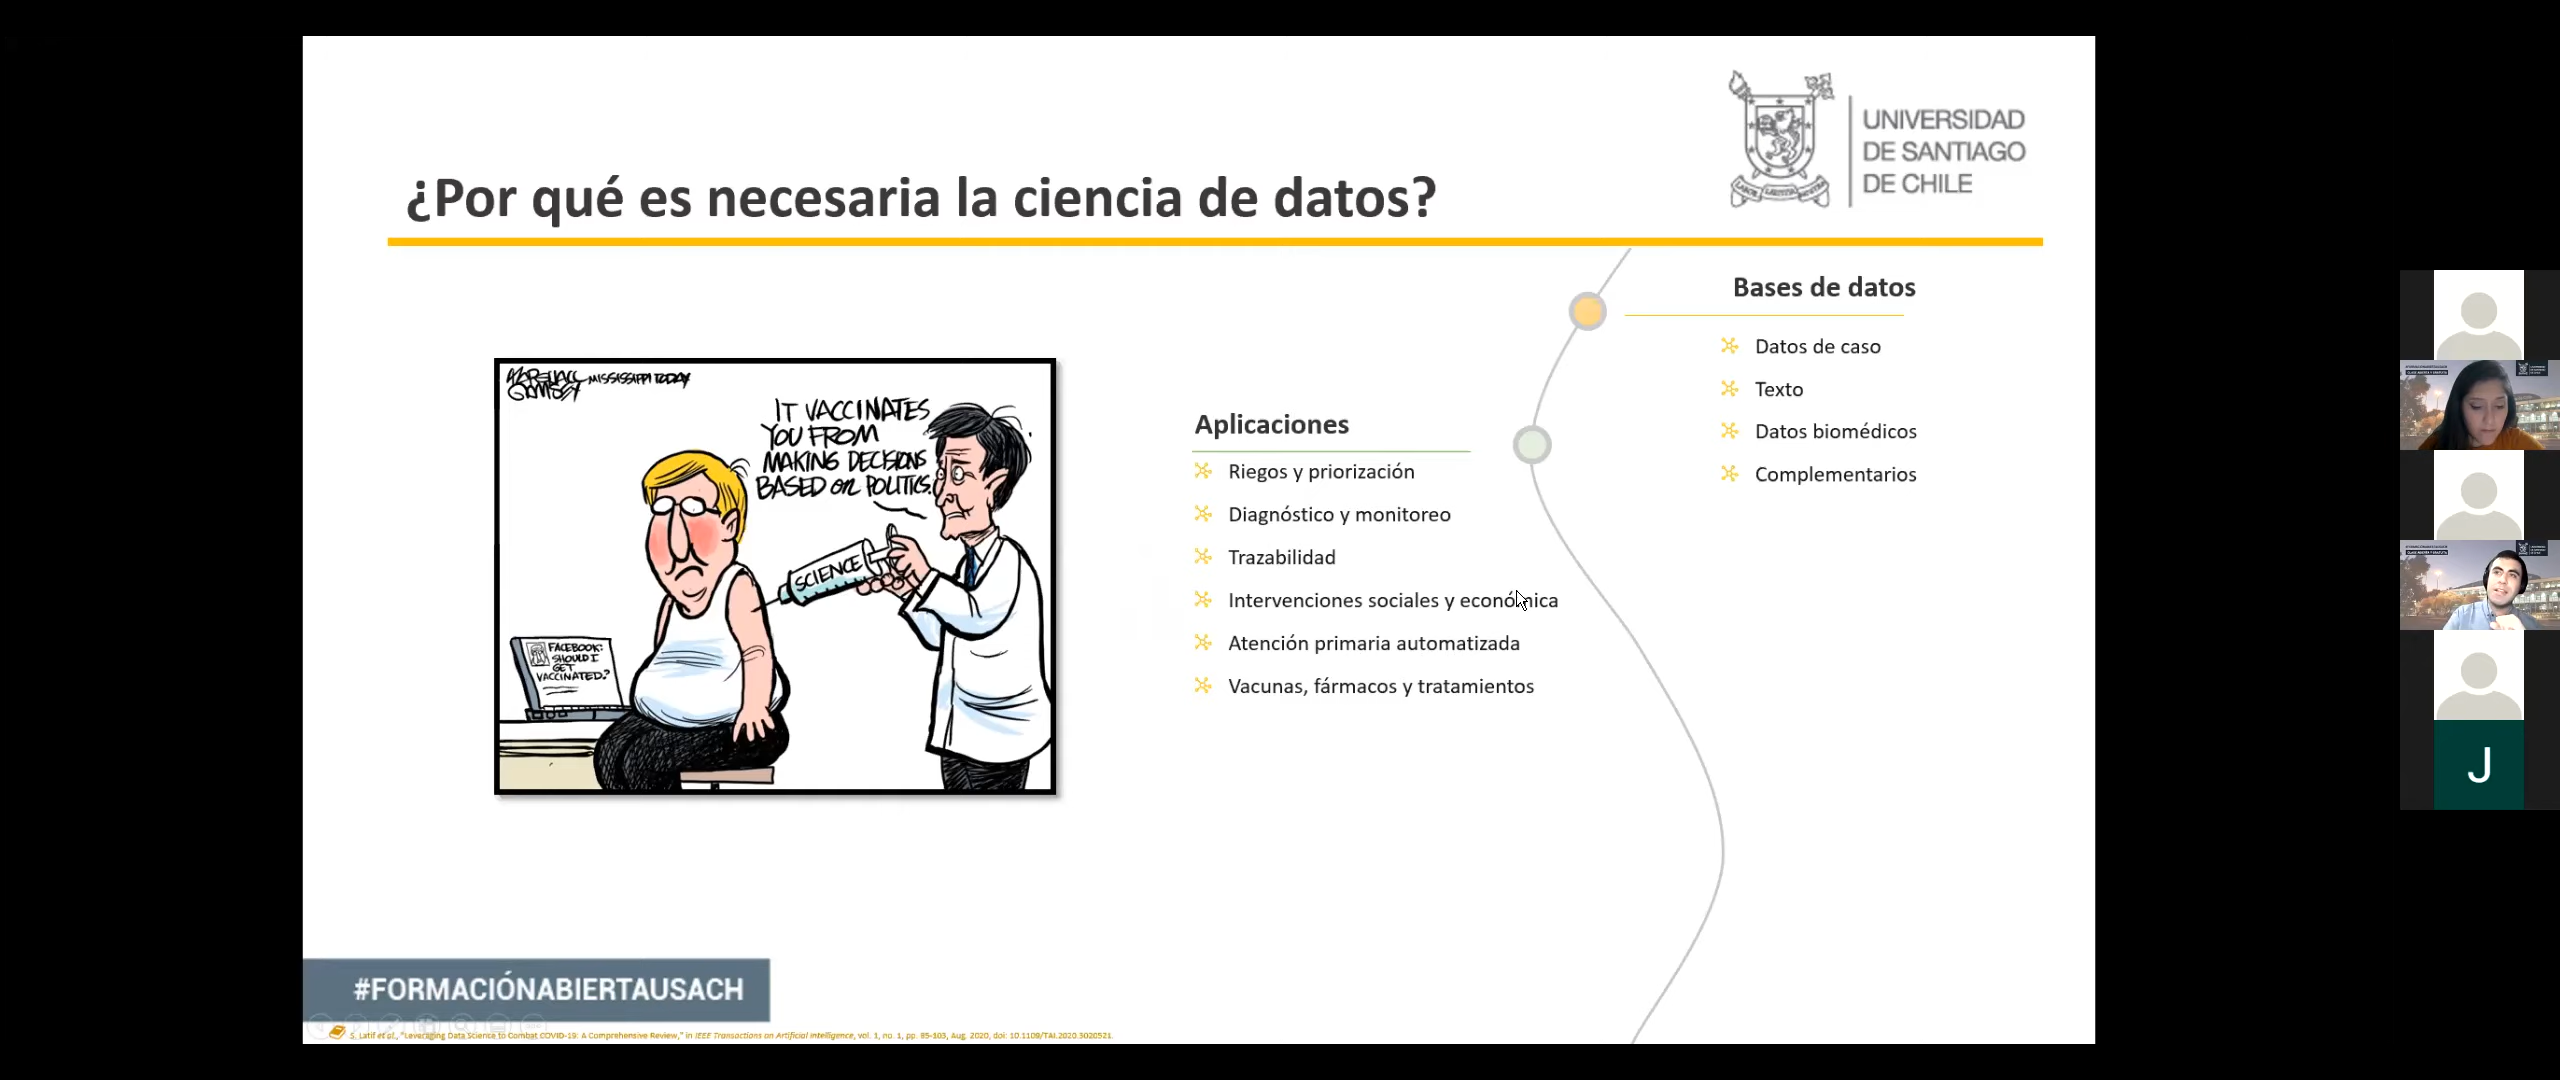 UNIVERSIDAD
DE SANTIAGO
DE CHILE
LABOR LAETITIA NOSTRA
¿Por qué es necesaria la ciencia de datos?
MISSISSIPPI TODAY
IT VACCINATES
YOU FROM
MAKING DECISIONS
BASED ON POLITICS.
SCIENCE
FACEBOOK:
SHOULD I
GET
VACCINATED?
Aplicaciones
Riegos y priorización
Diagnóstico y monitoreo
Trazabilidad
Intervenciones sociales y económica
Atención primaria automatizada
Vacunas, fármacos y tratamientos
Bases de datos
Datos de caso
Texto
Datos biomédicos
Complementarios
#FORMACIÓNABIERTAUSACH
S. Latif et al., "Leveraging Data Science to Combat COVID-19: A Comprehensive Review," in IEEE Transactions on Artificial Intelligence, vol. 1, no. 1, pp. 85-103, Aug. 2020, doi: 10.1109/TAI.2020.3020521.
J